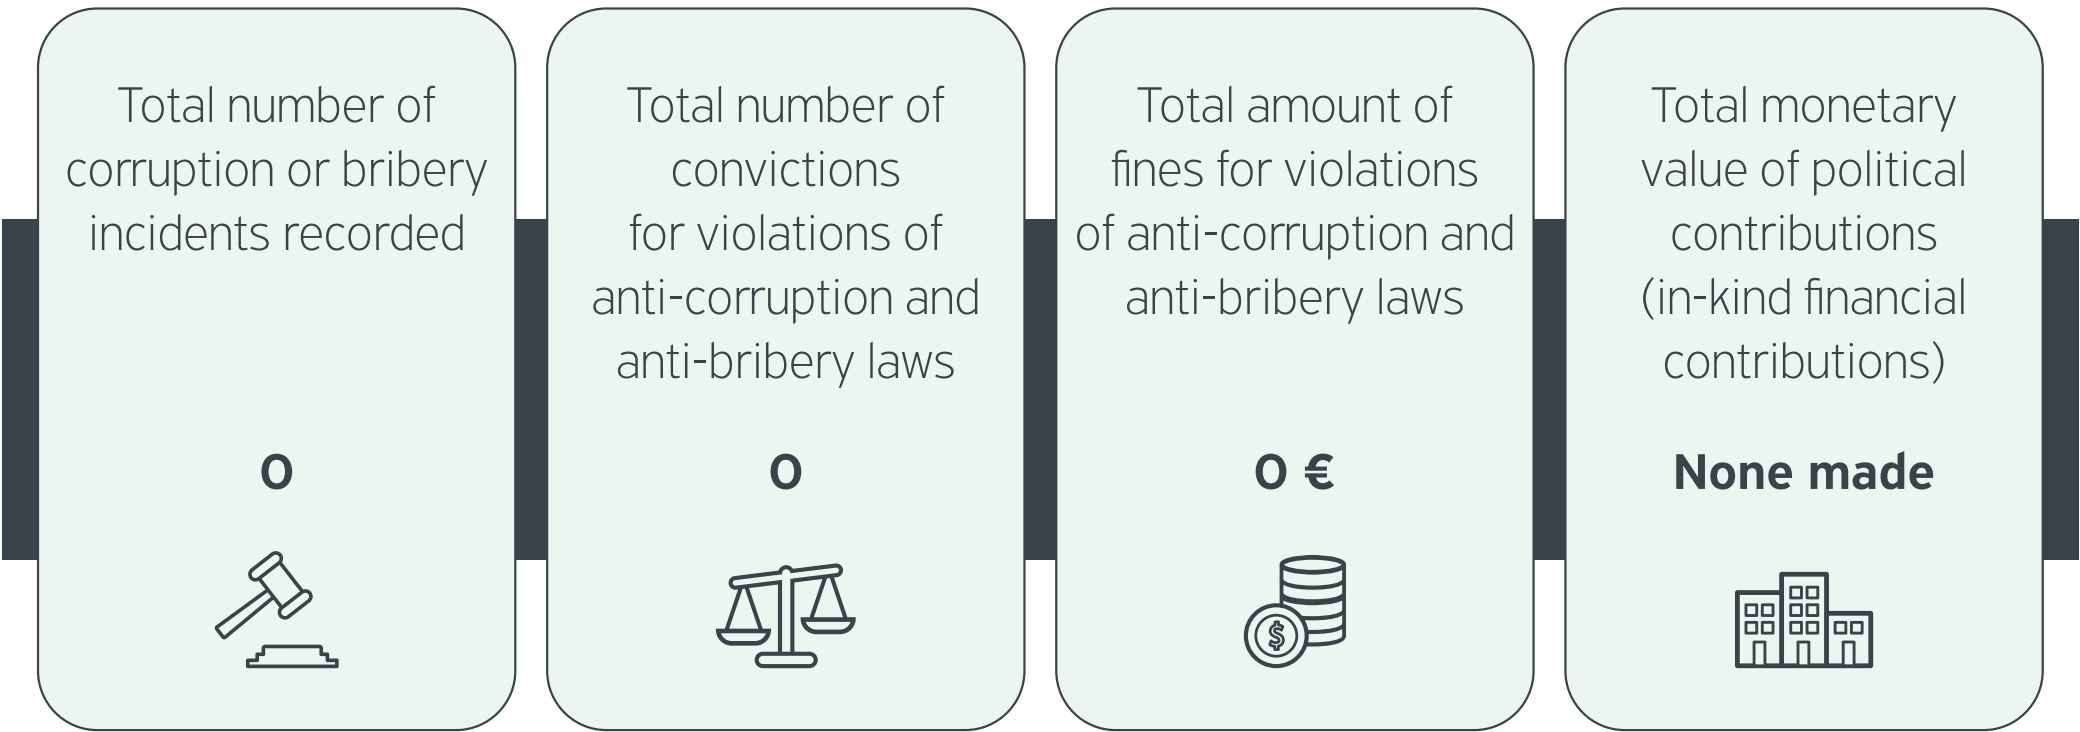 Total number of
corruption or bribery
incidents recorded
0
Total number of
convictions
for violations of
anti-corruption and
anti-bribery laws
0
Total amount of
fines for violations
of anti-corruption and
anti-bribery laws
0 €
$
Total monetary
value of political
contributions
(in-kind financial
contributions)
None made